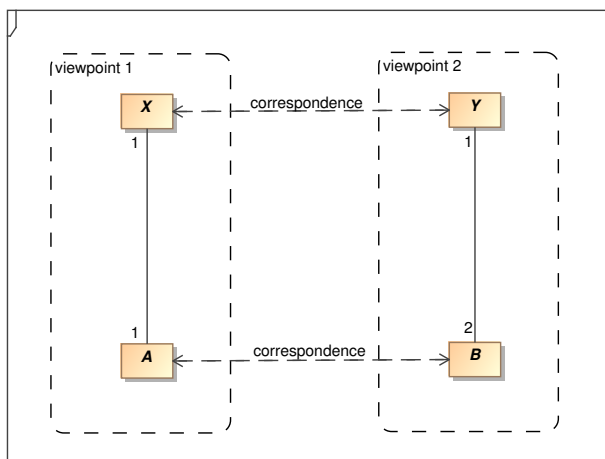 viewpoint 1
viewpoint 2
X
correspondence
Y
1
1
1
2
A
correspondence
B